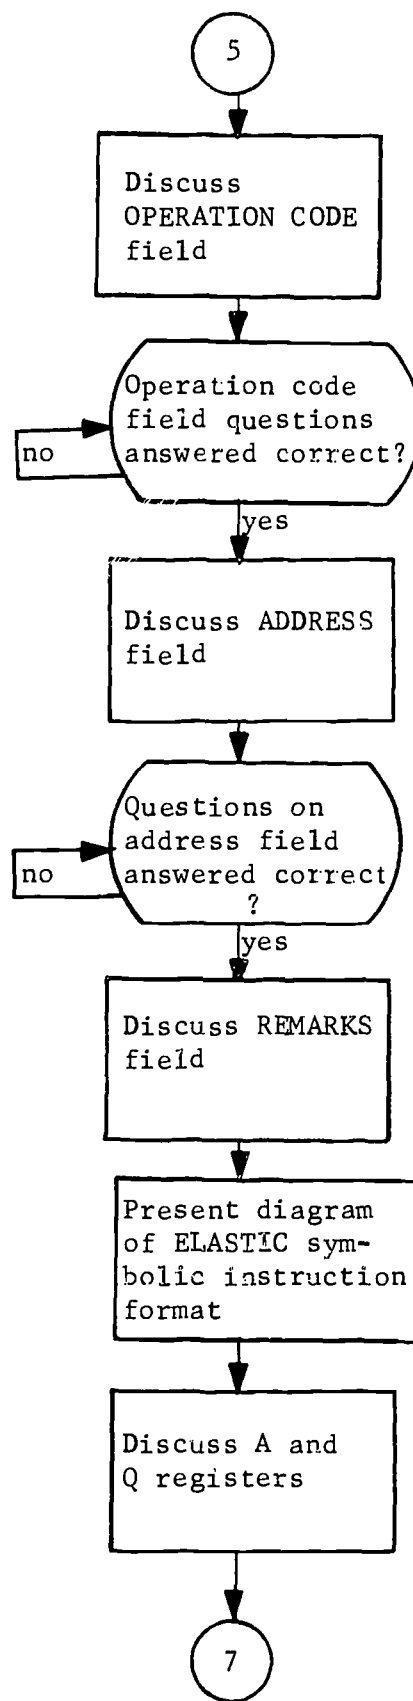 5
Discuss
OPERATION CODE
field
Operation code
field questions
answered correct?
no
yes
Discuss ADDRESS
field
Questions on
address field
answered correct
?
no
yes
Discuss REMARKS
field
Present diagram
of ELASTIC sym-
bolic instruction
format
Discuss A and
Q registers
7